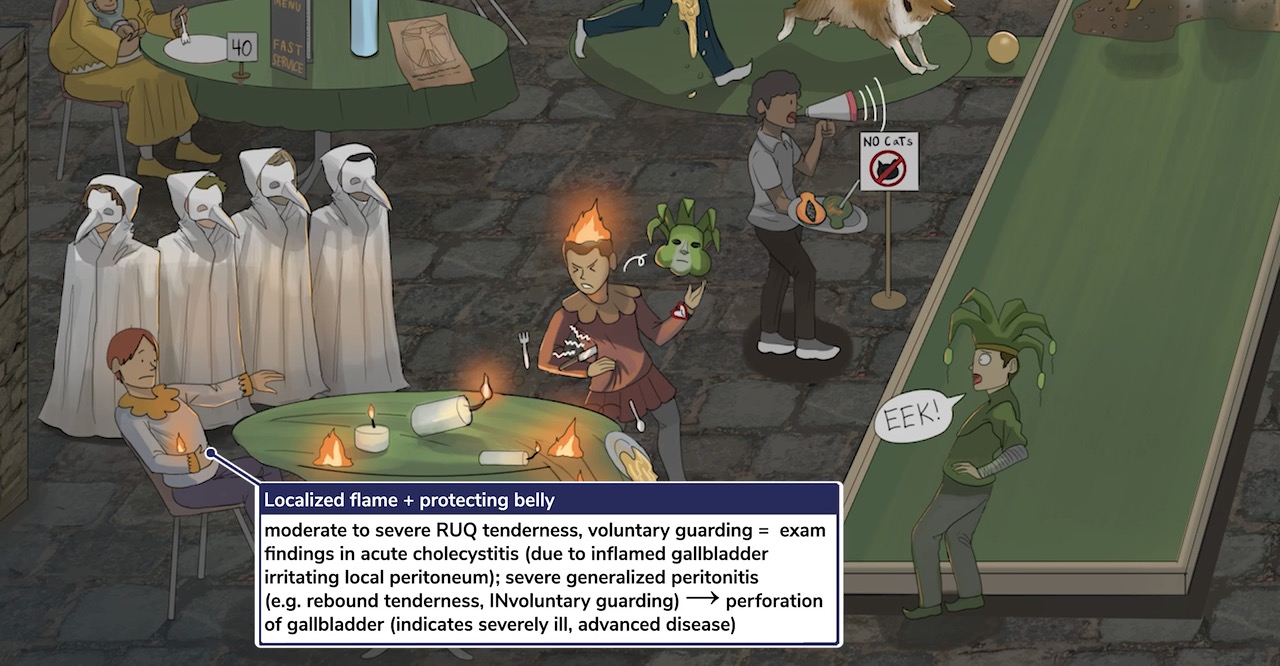 MENU
FAST
SERVICE
40
NO CATS
EEK!
Localized flame + protecting belly
moderate to severe RUQ tenderness, voluntary guarding = exam
findings in acute cholecystitis (due to inflamed gallbladder
irritating local peritoneum); severe generalized peritonitis
(e.g. rebound tenderness, INvoluntary guarding) → perforation
of gallbladder (indicates severely ill, advanced disease)